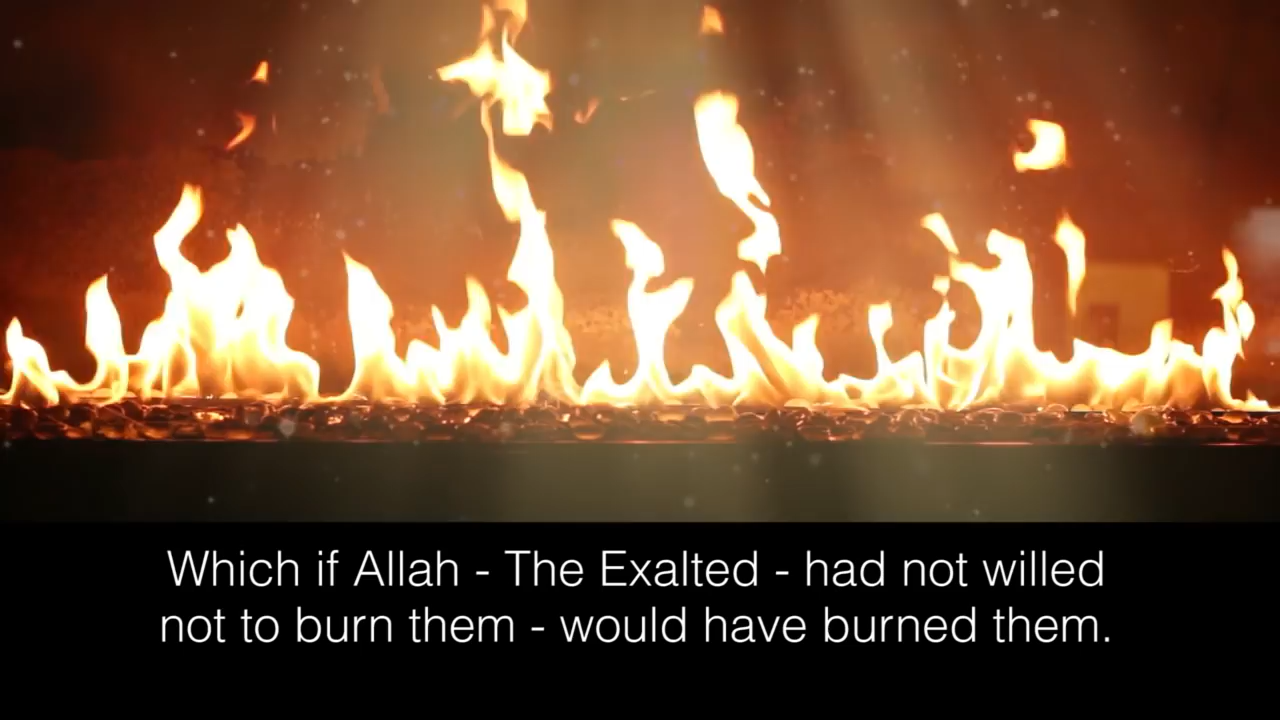 Which if Allah - The Exalted - had not willed
not to burn them - would have burned them.